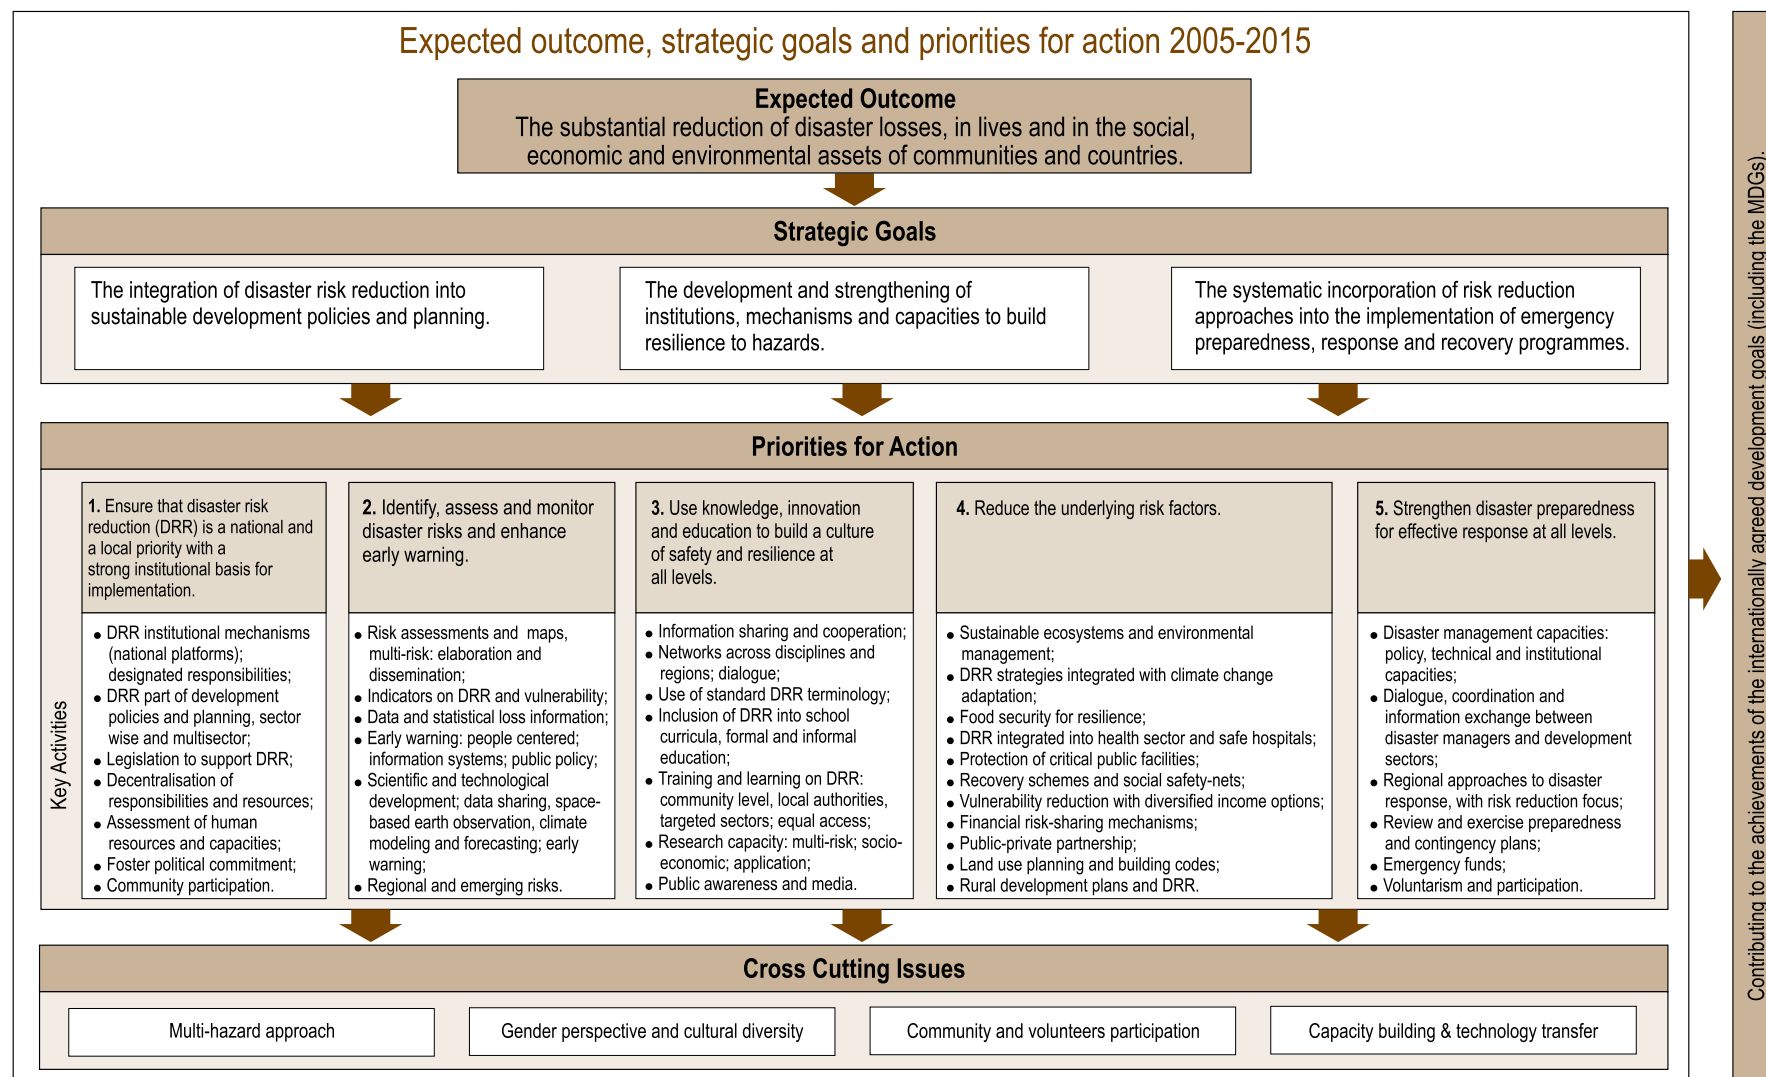 Expected outcome, strategic goals and priorities for action 2005-2015
Expected Outcome
The substantial reduction of disaster losses, in lives and in the social,
economic and environmental assets of communities and countries.
Strategic Goals
The integration of disaster risk reduction into
sustainable development policies and planning.
The development and strengthening of
institutions, mechanisms and capacities to build
resilience to hazards.
The systematic incorporation of risk reduction
approaches into the implementation of emergency
preparedness, response and recovery programmes.
Priorities for Action
1. Ensure that disaster risk
reduction (DRR) is a national and
a local priority with a
strong institutional basis for
implementation.
2. Identify, assess and monitor
disaster risks and enhance
early warning.
3. Use knowledge, innovation
and education to build a culture
of safety and resilience at
all levels.
4. Reduce the underlying risk factors.
5. Strengthen disaster preparedness
for effective response at all levels.
Key Activities
● DRR institutional mechanisms
(national platforms);
designated responsibilities;
● DRR part of development
policies and planning, sector
wise and multisector;
● Legislation to support DRR;
● Decentralisation of
responsibilities and resources;
● Assessment of human
resources and capacities;
● Foster political commitment;
● Community participation.
● Risk assessments and maps,
multi-risk: elaboration and
dissemination;
● Indicators on DRR and vulnerability;
● Data and statistical loss information;
● Early warning: people centered;
information systems; public policy;
● Scientific and technological
development; data sharing, space-
based earth observation, climate
modeling and forecasting; early
warning;
● Regional and emerging risks.
● Information sharing and cooperation;
● Networks across disciplines and
regions; dialogue;
● Use of standard DRR terminology;
● Inclusion of DRR into school
curricula, formal and informal
education;
● Training and learning on DRR:
community level, local authorities,
targeted sectors; equal access;
● Research capacity: multi-risk; socio-
economic; application;
● Public awareness and media.
● Sustainable ecosystems and environmental
management;
● DRR strategies integrated with climate change
adaptation;
● Food security for resilience;
● DRR integrated into health sector and safe hospitals;
● Protection of critical public facilities;
● Recovery schemes and social safety-nets;
● Vulnerability reduction with diversified income options;
● Financial risk-sharing mechanisms;
● Public-private partnership;
● Land use planning and building codes;
● Rural development plans and DRR.
● Disaster management capacities:
policy, technical and institutional
capacities;
● Dialogue, coordination and
information exchange between
disaster managers and development
sectors;
● Regional approaches to disaster
response, with risk reduction focus;
● Review and exercise preparedness
and contingency plans;
● Emergency funds;
● Voluntarism and participation.
Cross Cutting Issues
Multi-hazard approach
Gender perspective and cultural diversity
Community and volunteers participation
Capacity building & technology transfer
Contributing to the achievements of the internationally agreed development goals (including the MDGs).